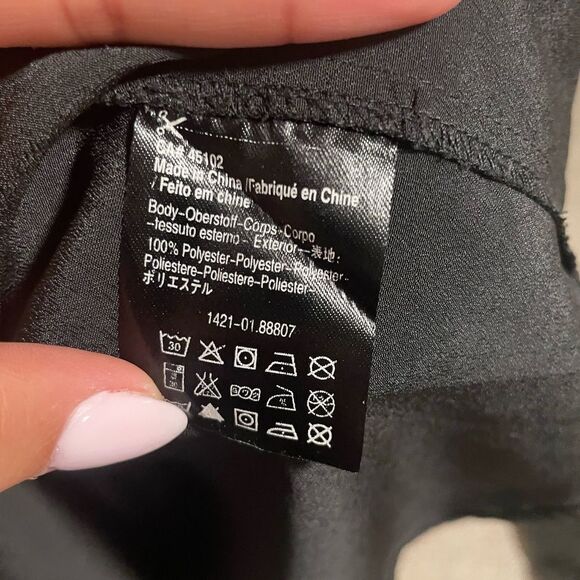 45102
Made in China /Fabriqué en Chine
/ Feito em chine
Body-Oberstoff-Corps-Corpo
-tessuto esterno - Exterior-表地:
100% Polyester-Polyester-Polyester-
Poliestere-Poliestere-Poliester-
ポリエステル
1421-01.88807
30